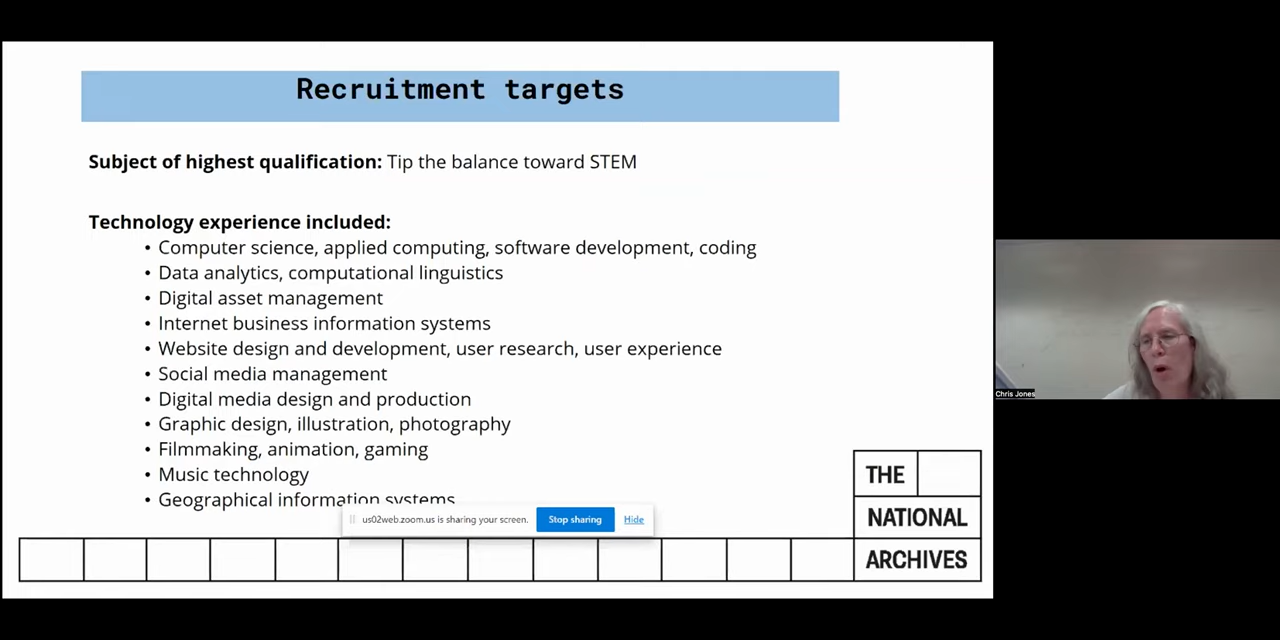 Recruitment targets
Subject of highest qualification: Tip the balance toward STEM
Technology experience included:
• Computer science, applied computing, software development, coding
• Data analytics, computational linguistics
• Digital asset management
• Internet business information systems
• Website design and development, user research, user experience
• Social media management
• Digital media design and production
• Graphic design, illustration, photography
• Filmmaking, animation, gaming
• Music technology
• Geographical information systems
us02web.zoom.us is sharing your screen. Stop sharing Hide
THE
NATIONAL
ARCHIVES
Chris Jones